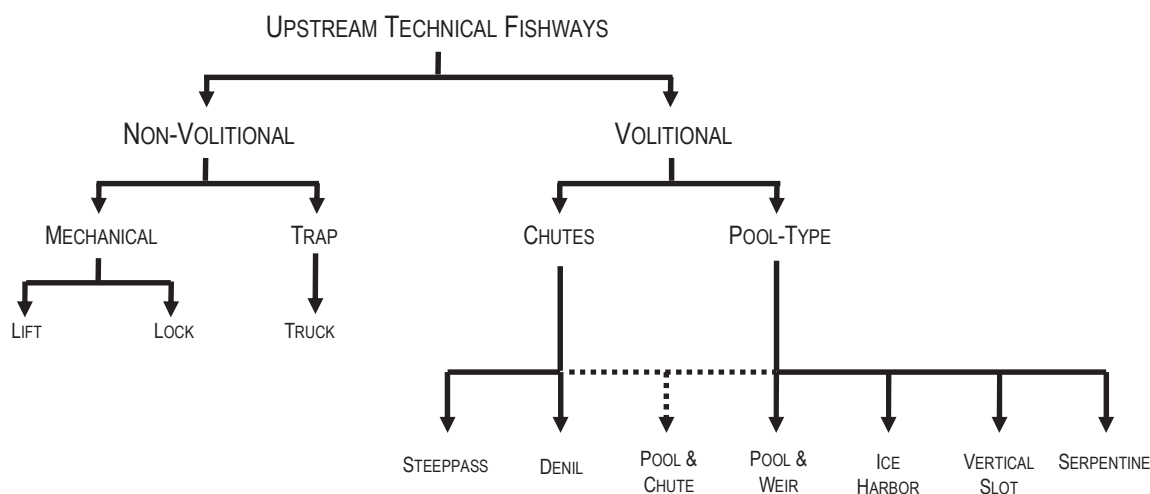 UPSTREAM TECHNICAL FISHWAYS
NON-VOLITIONAL
VOLITIONAL
MECHANICAL
TRAP
CHUTES
POOL-TYPE
LIFT
LOCK
TRUCK
STEEPPASS
DENIL
POOL &
CHUTE
POOL &
WEIR
ICE
HARBOR
VERTICAL
SLOT
SERPENTINE